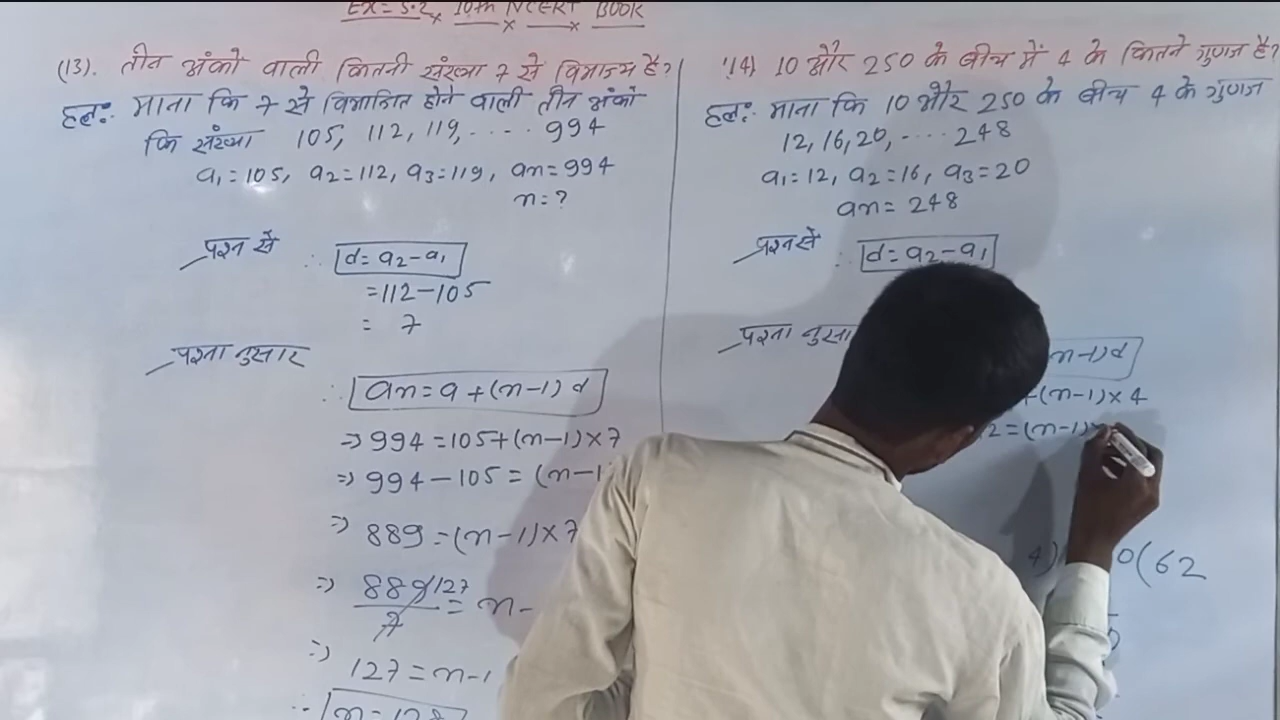 Ex= 5.2, 10th NCERT BOOK
(13). तीन अंको वाली कितनी संख्या 7 से विभाज्य है?
हल:- माना कि 7 से विभाजित होने वाली तीन अंको
कि संख्या 105, 112, 119, .... 994
a₁=105, a₂=112, a₃=119, an=994
n=?
प्रश्न से ∴ d=a₂-a₁
=112-105
= 7
प्रश्ना नुसार
∴ an=a+(n-1)d
⇒ 994=105+(n-1)×7
⇒ 994-105=(n-1
⇒ 889=(n-1)×7
⇒ 889/7 127 = n-
⇒ 127=n-1
∴ n=128
(14) 10 और 250 के बीच में 4 के कितने गुणज है?
हल:- माना कि 10 और 250 के बीच 4 के गुणज
12, 16, 20, .... 248
a₁=12, a₂=16, a₃=20
an=248
प्रश्न से ∴ d=a₂-a₁
प्रश्ना नुसा
n-1)d
+(n-1)×4
2=(n-1)×
4) 0(62